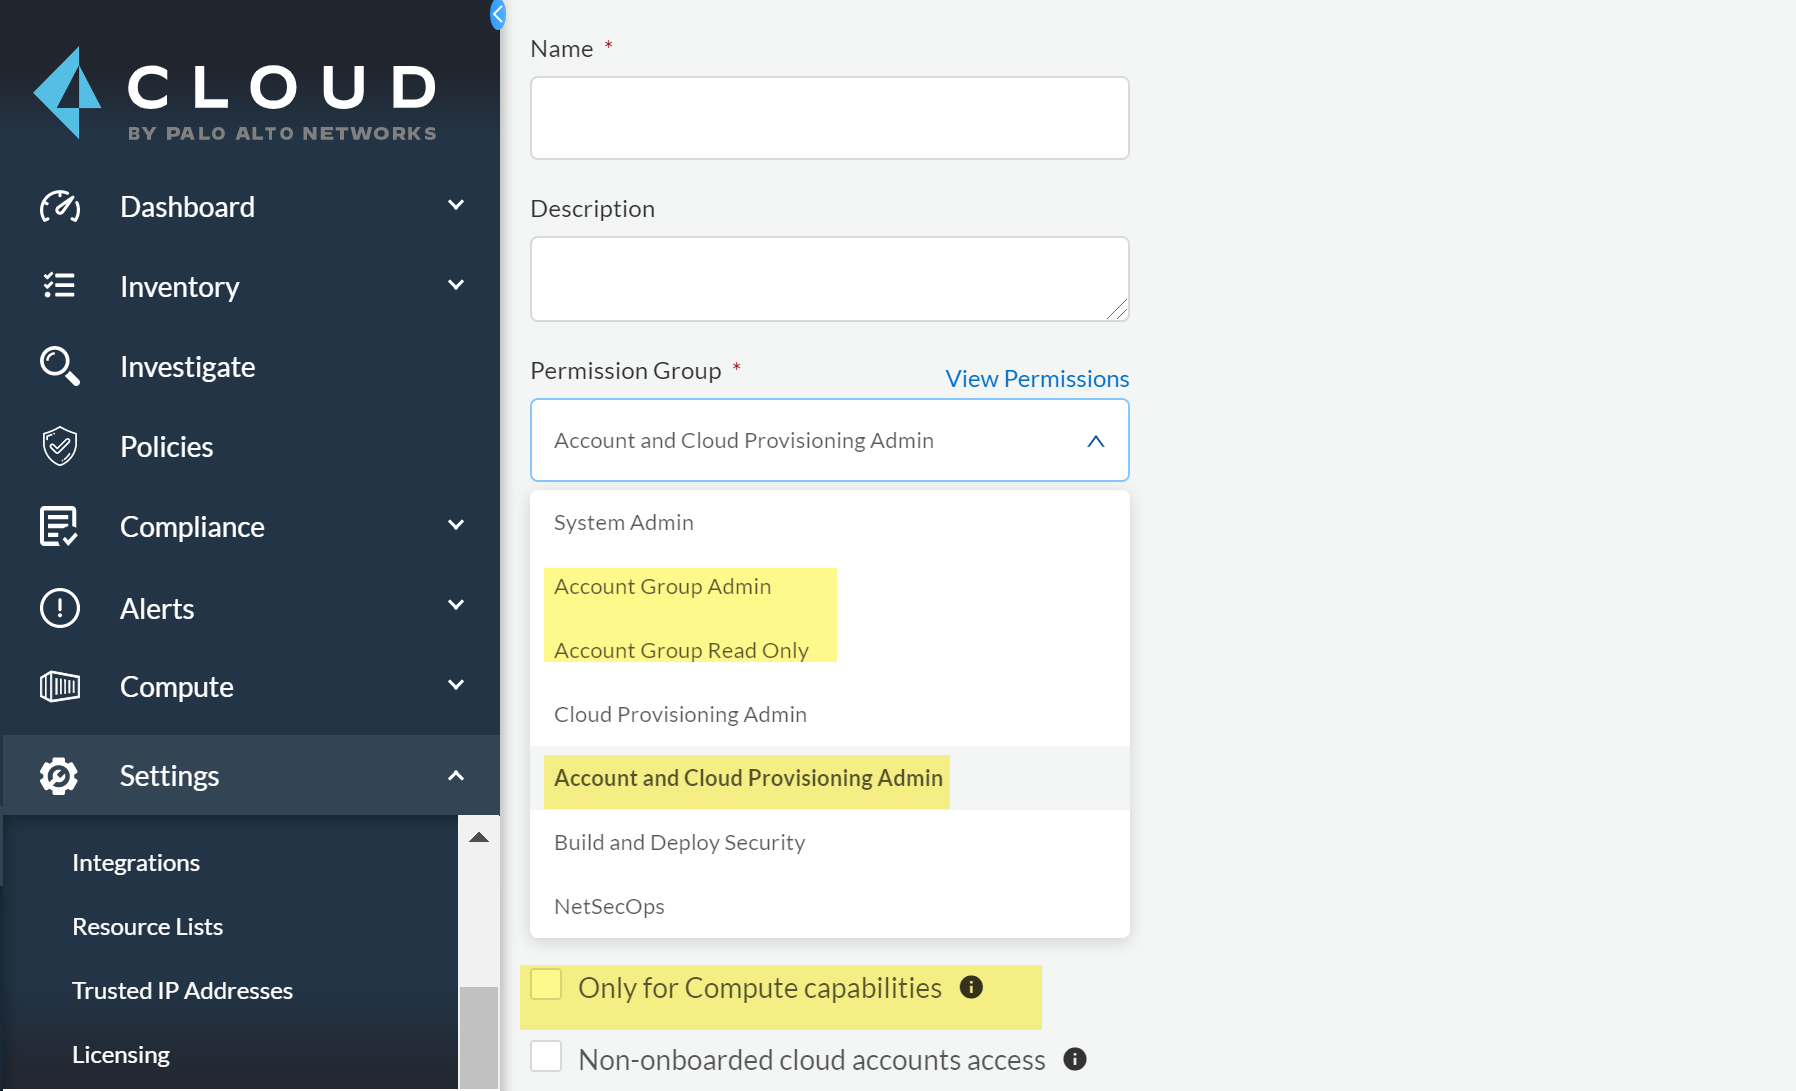 CLOUD
BY PALO ALTO NETWORKS
Dashboard
Inventory
Investigate
Policies
Compliance
Alerts
Compute
Settings
Integrations
Resource Lists
Trusted IP Addresses
Licensing
Name *
Description
Permission Group *
View Permissions
Account and Cloud Provisioning Admin
System Admin
Account Group Admin
Account Group Read Only
Cloud Provisioning Admin
Account and Cloud Provisioning Admin
Build and Deploy Security
NetSecOps
Only for Compute capabilities
Non-onboarded cloud accounts access